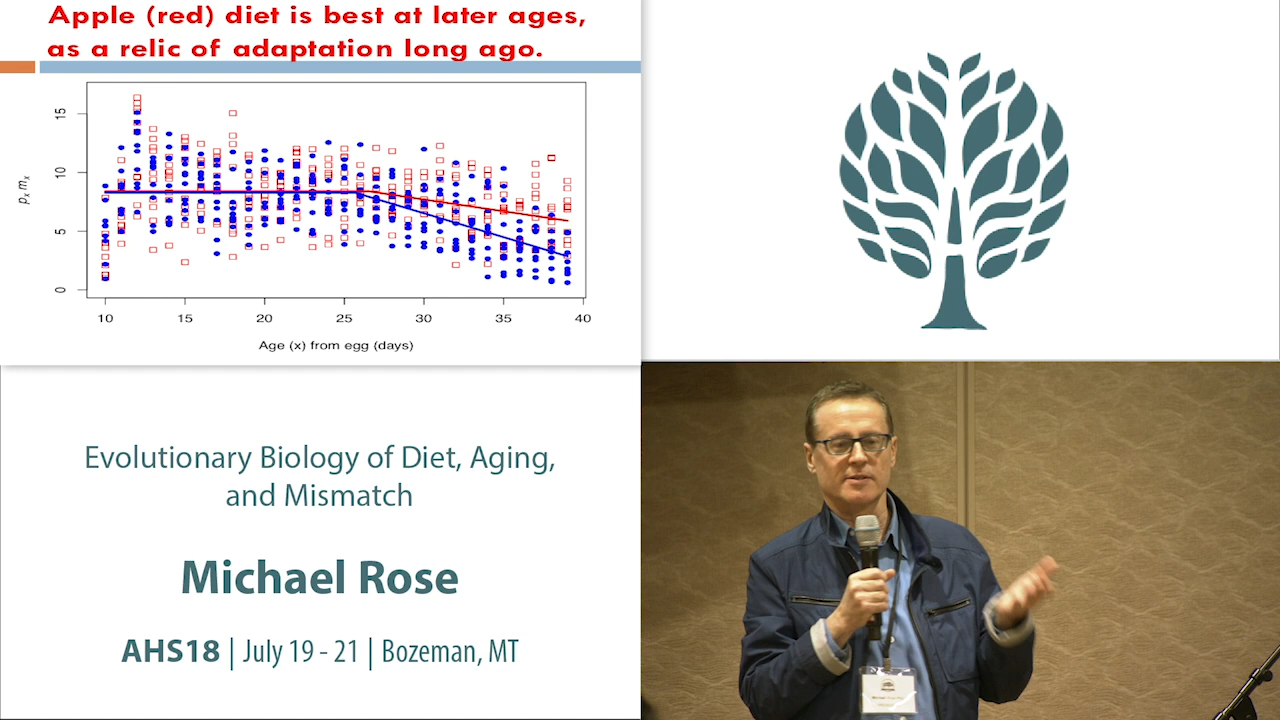 Apple (red) diet is best at later ages,
as a relic of adaptation long ago.
15
10
5
0
pₓ mₓ
10 15 20 25 30 35 40
Age (x) from egg (days)
Evolutionary Biology of Diet, Aging,
and Mismatch
Michael Rose
AHS18 | July 19 - 21 | Bozeman, MT